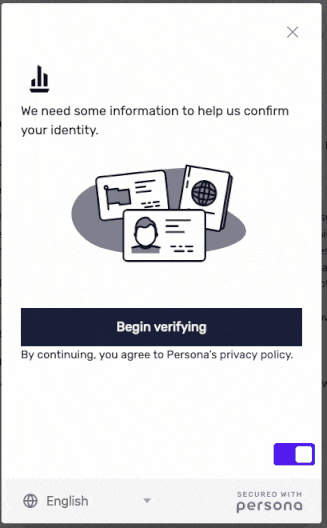 We need some information to help us confirm
your identity.
Begin verifying
By continuing, you agree to Persona's privacy policy.
English
SECURED WITH
persona